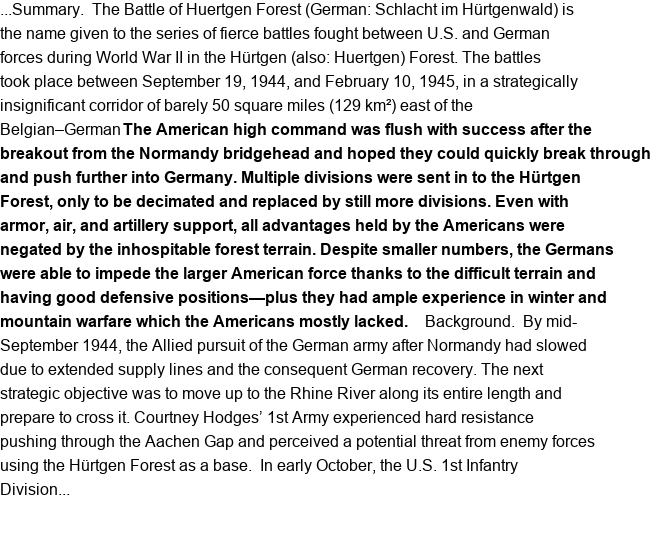 ...Summary.  The Battle of Huertgen Forest (German: Schlacht im Hürtgenwald) is
the name given to the series of fierce battles fought between U.S. and German
forces during World War II in the Hürtgen (also: Huertgen) Forest. The battles
took place between September 19, 1944, and February 10, 1945, in a strategically
insignificant corridor of barely 50 square miles (129 km²) east of the
Belgian–German The American high command was flush with success after the
breakout from the Normandy bridgehead and hoped they could quickly break through
and push further into Germany. Multiple divisions were sent in to the Hürtgen
Forest, only to be decimated and replaced by still more divisions. Even with
armor, air, and artillery support, all advantages held by the Americans were
negated by the inhospitable forest terrain. Despite smaller numbers, the Germans
were able to impede the larger American force thanks to the difficult terrain and
having good defensive positions—plus they had ample experience in winter and
mountain warfare which the Americans mostly lacked.    Background.  By mid-
September 1944, the Allied pursuit of the German army after Normandy had slowed
due to extended supply lines and the consequent German recovery. The next
strategic objective was to move up to the Rhine River along its entire length and
prepare to cross it. Courtney Hodges’ 1st Army experienced hard resistance
pushing through the Aachen Gap and perceived a potential threat from enemy forces
using the Hürtgen Forest as a base.  In early October, the U.S. 1st Infantry
Division...